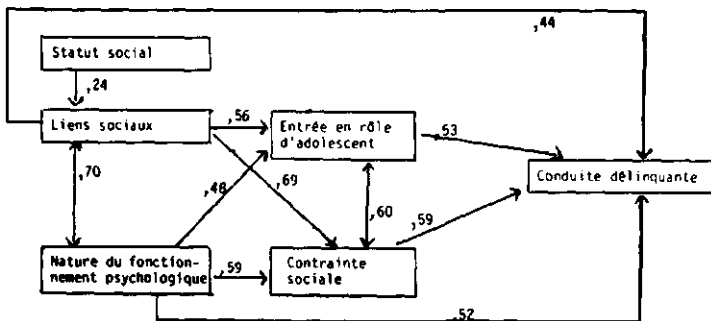 ,44
Statut social
,24
Liens sociaux
,56
Entrée en rôle
d'adolescent
,53
Conduite délinquante
,70
,48
,69
,60
,59
Nature du fonction-
nement psychologique
,59
Contrainte
sociale
,52